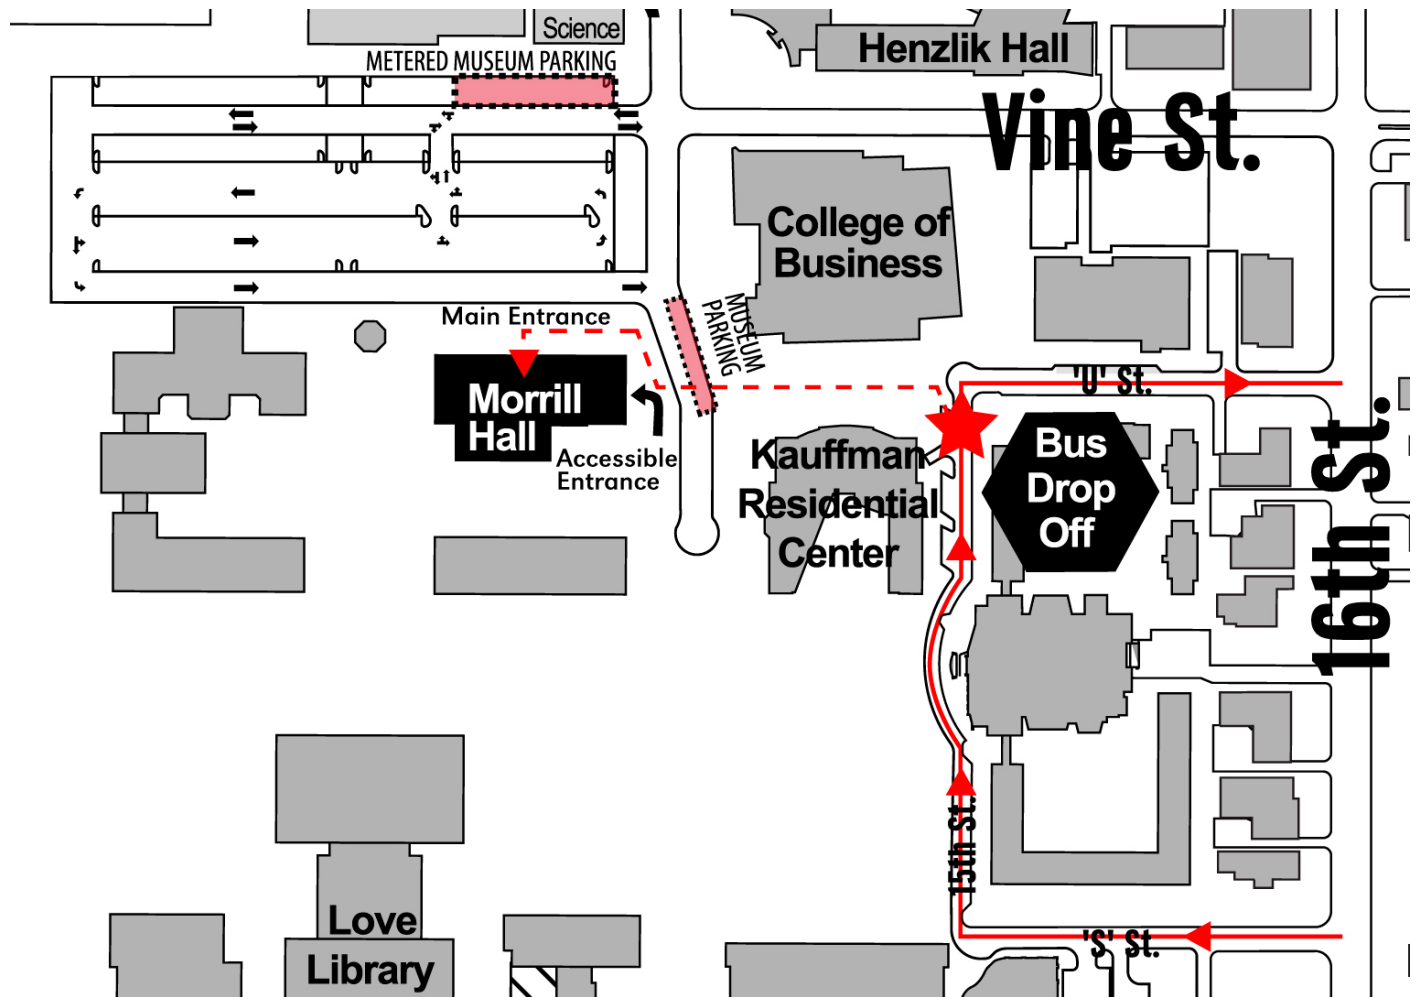 Science
METERED MUSEUM PARKING
Henzlik Hall
Vine St.
College of
Business
Main Entrance
MUSEUM
PARKING
'U' St.
Morrill
Hall
Accessible
Entrance
Kauffman
Residential
Center
Bus
Drop
Off
16th St.
15th St.
Love
Library
'S' St.